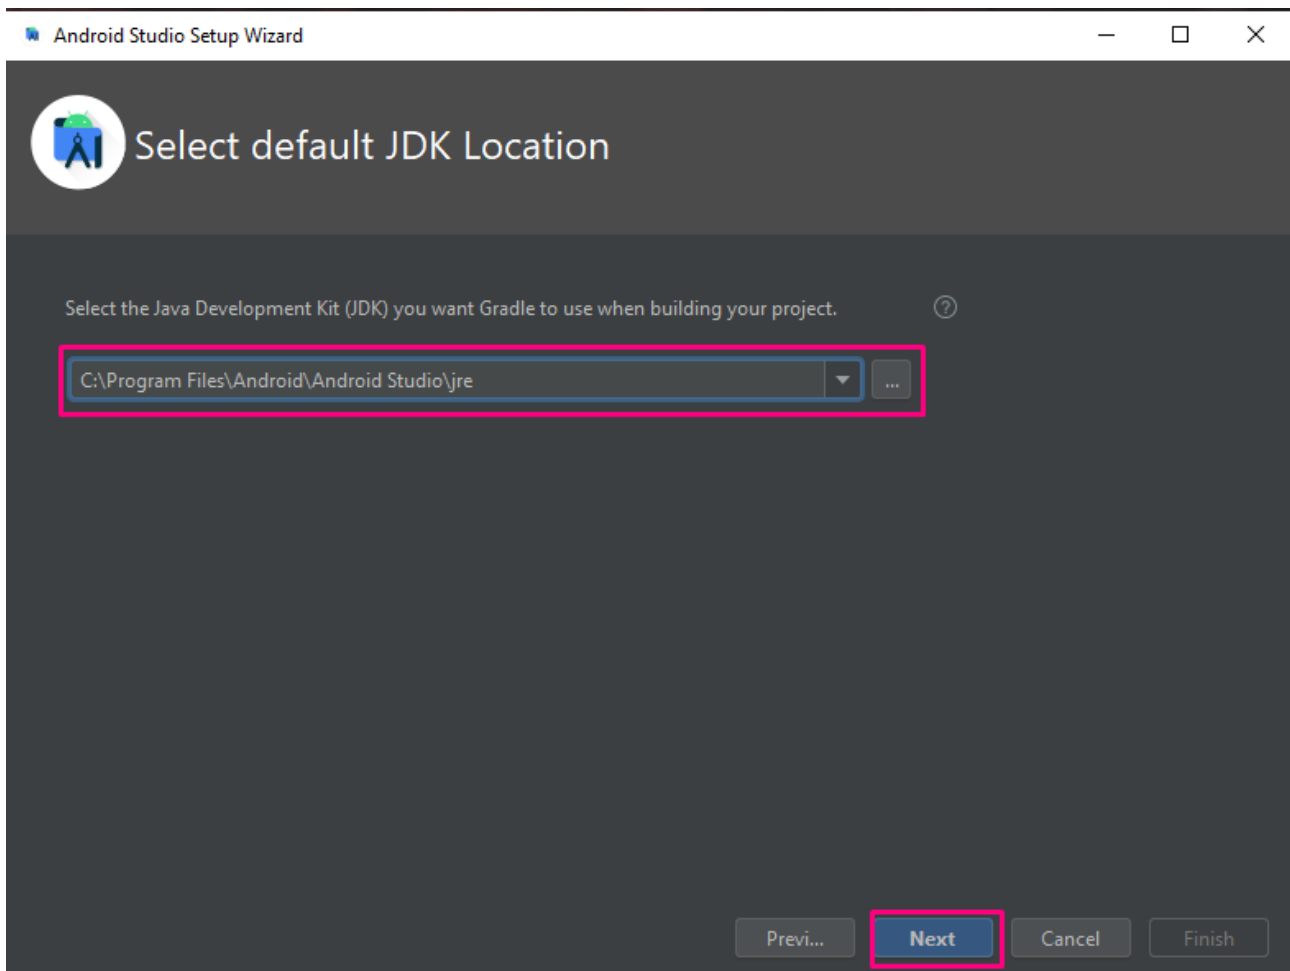 Android Studio Setup Wizard
Select default JDK Location
Select the Java Development Kit (JDK) you want Gradle to use when building your project.
C:\Program Files\Android\Android Studio\jre
...
Previ...
Next
Cancel
Finish